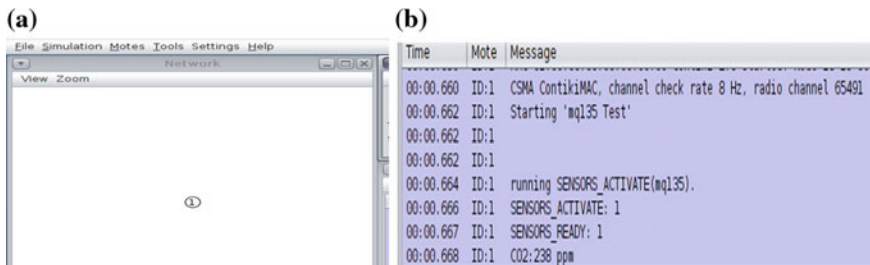 (a)
File Simulation Motes Tools Settings Help
Network
View Zoom
1
(b)
Time Mote Message
00:00.660 ID:1 CSMA ContikiMAC, channel check rate 8 Hz, radio channel 65491
00:00.662 ID:1 Starting 'mq135 Test'
00:00.662 ID:1
00:00.662 ID:1
00:00.664 ID:1 running SENSORS_ACTIVATE(mq135).
00:00.666 ID:1 SENSORS_ACTIVATE: 1
00:00.667 ID:1 SENSORS_READY: 1
00:00.668 ID:1 CO2:238 ppm